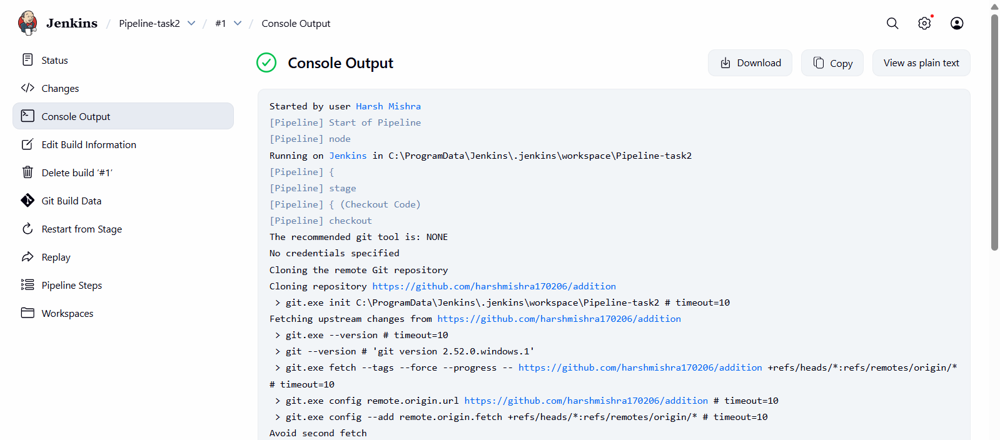 Jenkins / Pipeline-task2 / #1 / Console Output
Status
Changes
Console Output
Edit Build Information
Delete build ‘#1’
Git Build Data
Restart from Stage
Replay
Pipeline Steps
Workspaces
Console Output
Download
Copy
View as plain text
Started by user Harsh Mishra
[Pipeline] Start of Pipeline
[Pipeline] node
Running on Jenkins in C:\ProgramData\Jenkins\.jenkins\workspace\Pipeline-task2
[Pipeline] {
[Pipeline] stage
[Pipeline] { (Checkout Code)
[Pipeline] checkout
The recommended git tool is: NONE
No credentials specified
Cloning the remote Git repository
Cloning repository https://github.com/harshmishra170206/addition
 > git.exe init C:\ProgramData\Jenkins\.jenkins\workspace\Pipeline-task2 # timeout=10
Fetching upstream changes from https://github.com/harshmishra170206/addition
 > git.exe --version # timeout=10
 > git --version # 'git version 2.52.0.windows.1'
 > git.exe fetch --tags --force --progress -- https://github.com/harshmishra170206/addition +refs/heads/*:refs/remotes/origin/*
# timeout=10
 > git.exe config remote.origin.url https://github.com/harshmishra170206/addition # timeout=10
 > git.exe config --add remote.origin.fetch +refs/heads/*:refs/remotes/origin/* # timeout=10
Avoid second fetch